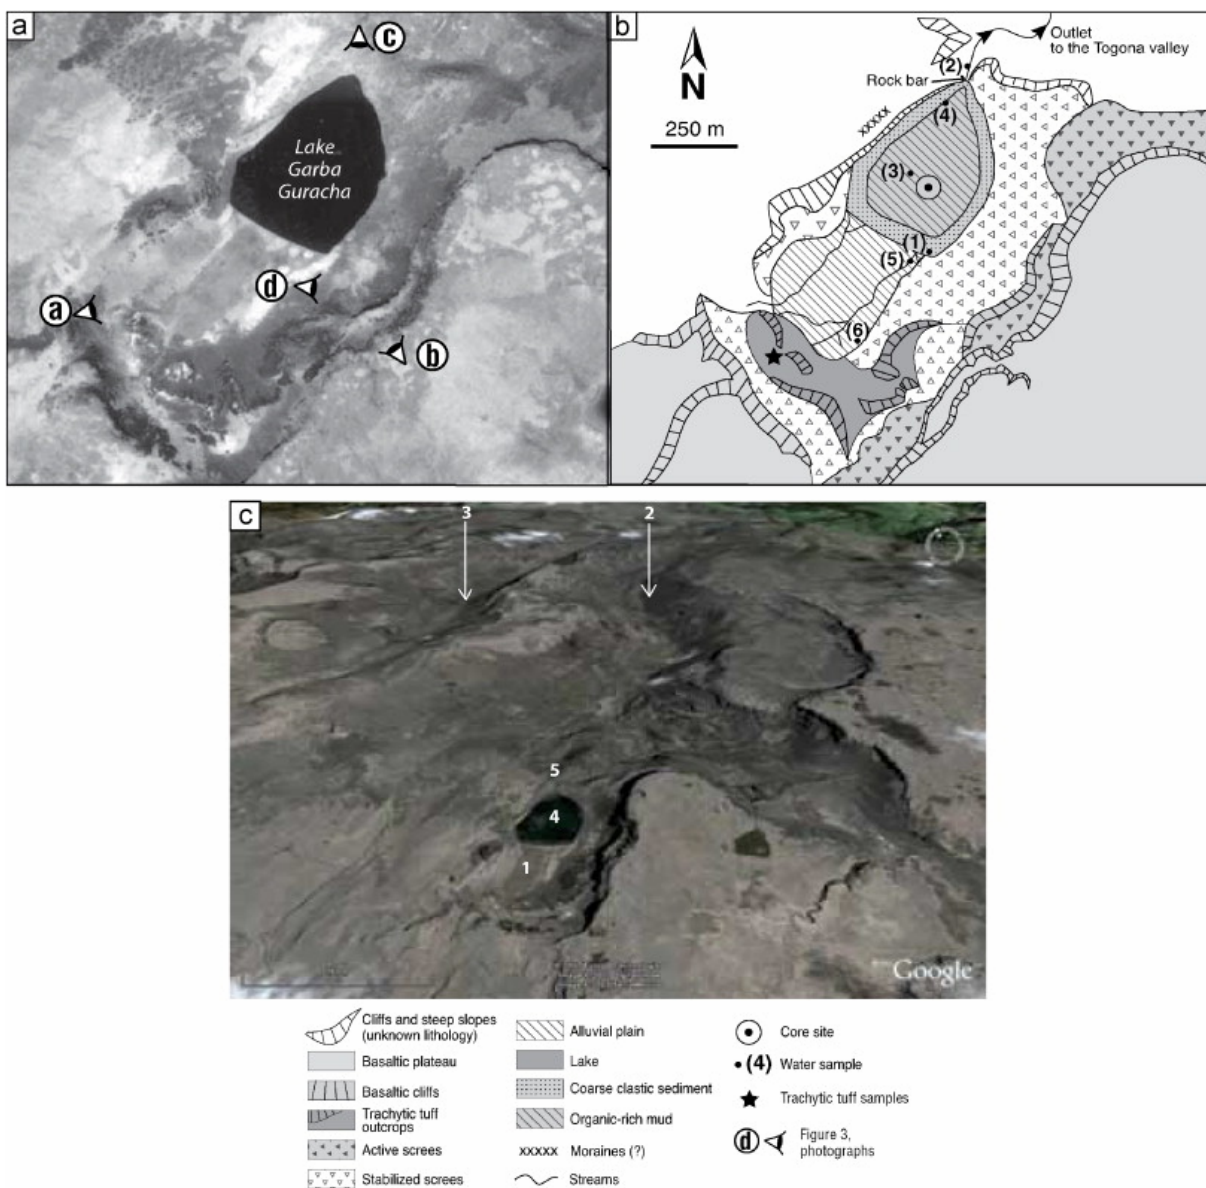 a
c
Lake
Garba
Guracha
d
a
b
b
N
250 m
Outlet
to the Togona valley
(2)
Rock bar
xxxxx
(4)
(3)
(1)
(5)
(6)
c
3
2
5
4
1
Google
Cliffs and steep slopes
(unknown lithology)
Basaltic plateau
Basaltic cliffs
Trachytic tuff
outcrops
Active screes
Stabilized screes
Alluvial plain
Lake
Coarse clastic sediment
Organic-rich mud
xxxxx Moraines (?)
Streams
Core site
(4) Water sample
Trachytic tuff samples
d Figure 3,
photographs